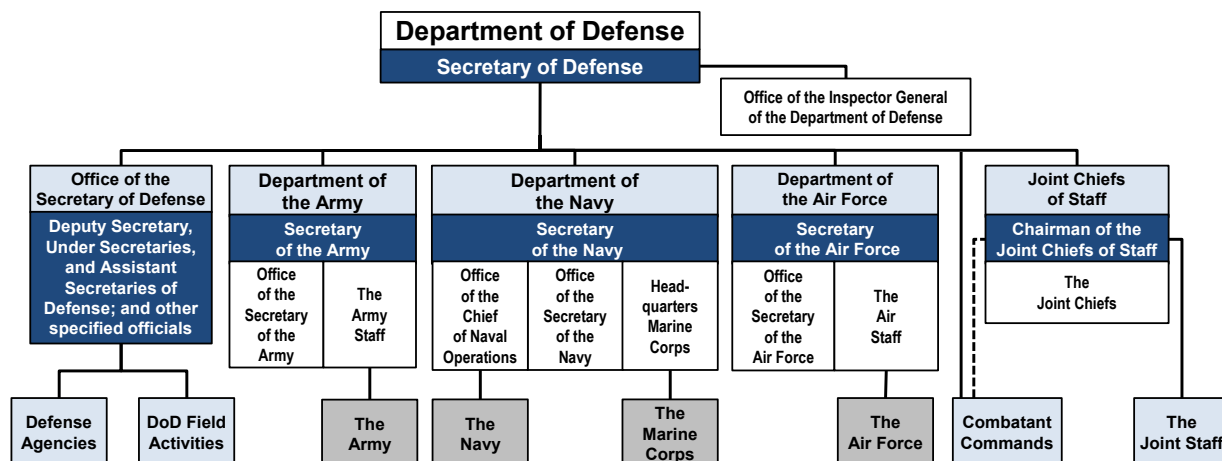 Department of Defense
Secretary of Defense
Office of the Inspector General
of the Department of Defense
Office of the
Secretary of Defense
Deputy Secretary,
Under Secretaries,
and Assistant
Secretaries of
Defense; and other
specified officials
Defense
Agencies
DoD Field
Activities
Department of
the Army
Secretary
of the Army
Office
of the
Secretary
of the
Army
The
Army
Staff
The
Army
Department of
the Navy
Secretary
of the Navy
Office
of the
Chief
of Naval
Operations
Office
of the
Secretary
of the
Navy
Head-
quarters
Marine
Corps
The
Navy
The
Marine
Corps
Department of
the Air Force
Secretary
of the Air Force
Office
of the
Secretary
of the
Air Force
The
Air
Staff
The
Air Force
Joint Chiefs
of Staff
Chairman of the
Joint Chiefs of Staff
The
Joint Chiefs
Combatant
Commands
The
Joint Staff